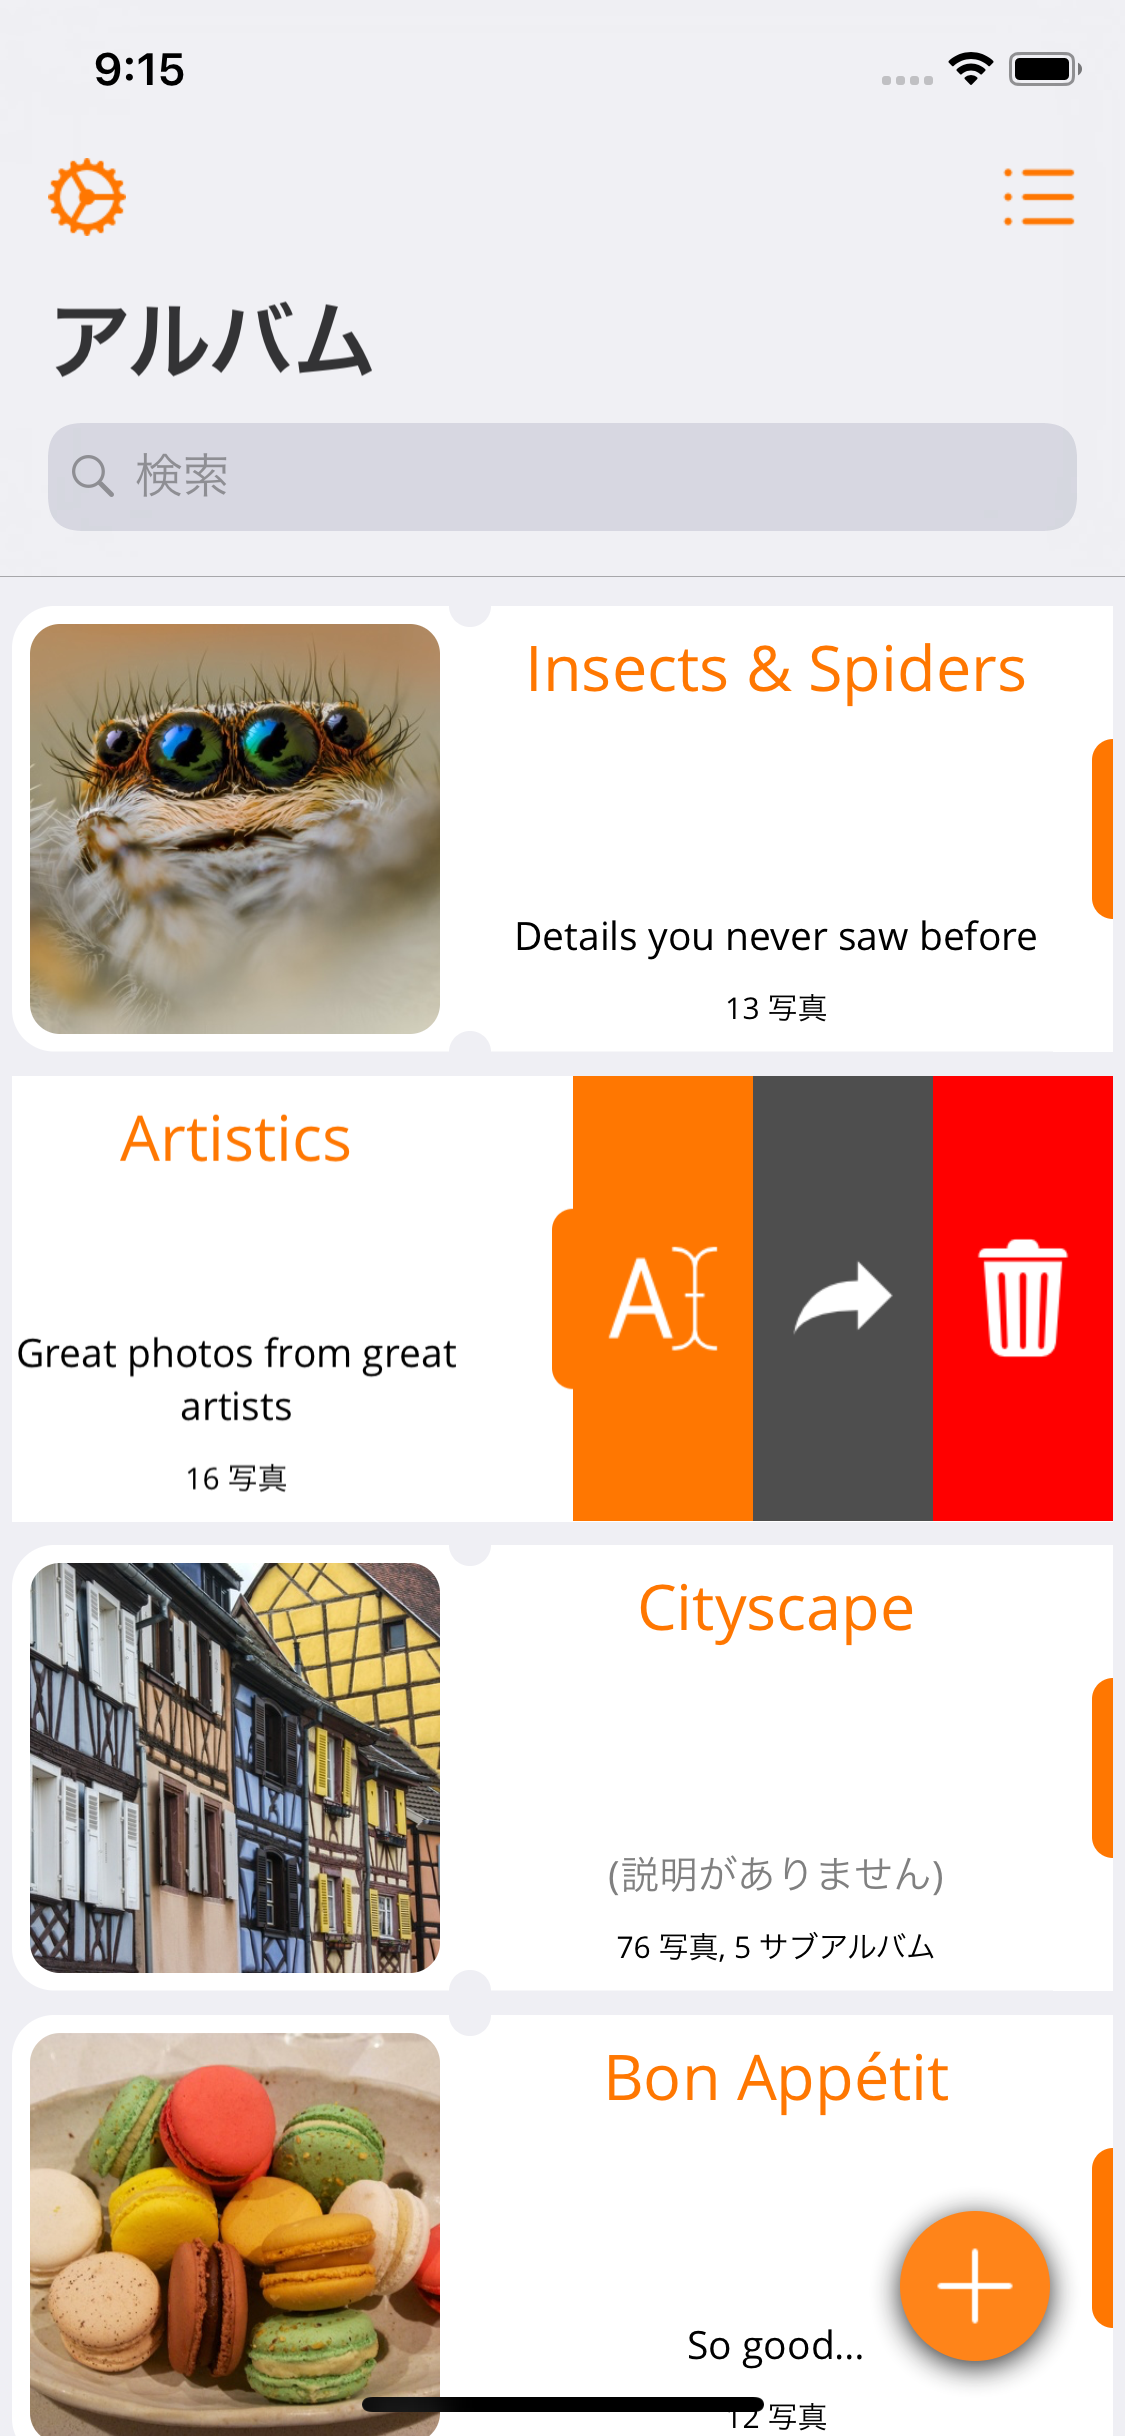 9:15
アルバム
検索
Insects & Spiders
Details you never saw before
13 写真
Artistics
Great photos from great
artists
16 写真
Cityscape
(説明がありません)
76 写真, 5 サブアルバム
Bon Appétit
So good...
12 写真